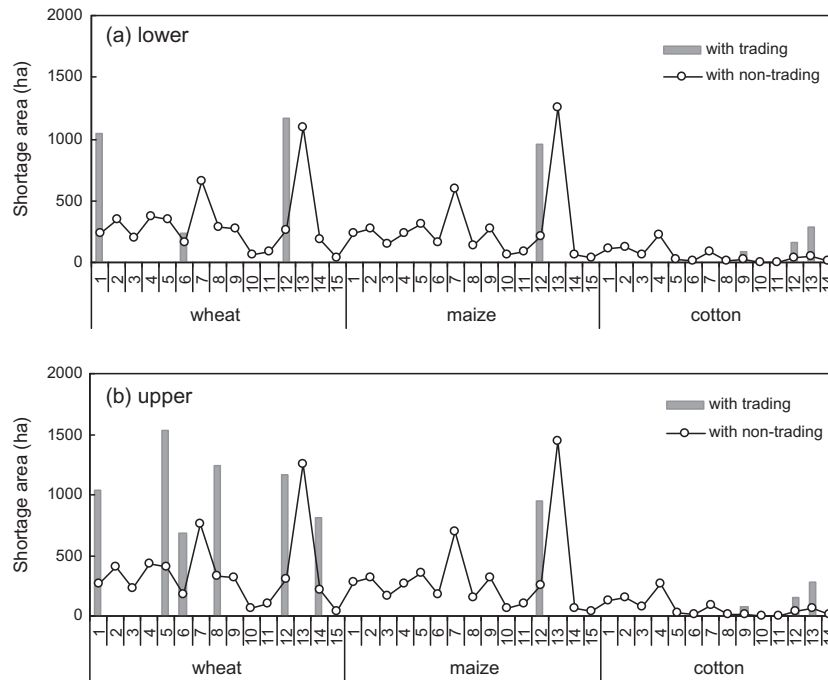 2000
(a) lower
with trading
1500
with non-trading
1000
500
0
Shortage area (ha)
1 2 3 4 5 6 7 8 9 10 11 12 13 14 15 1 2 3 4 5 6 7 8 9 10 11 12 13 14 15 1 2 3 4 5 6 7 8 9 10 11 12 13 14
wheat maize cotton
2000
(b) upper
with trading
1500
with non-trading
1000
500
0
Shortage area (ha)
1 2 3 4 5 6 7 8 9 10 11 12 13 14 15 1 2 3 4 5 6 7 8 9 10 11 12 13 14 15 1 2 3 4 5 6 7 8 9 10 11 12 13 14
wheat maize cotton